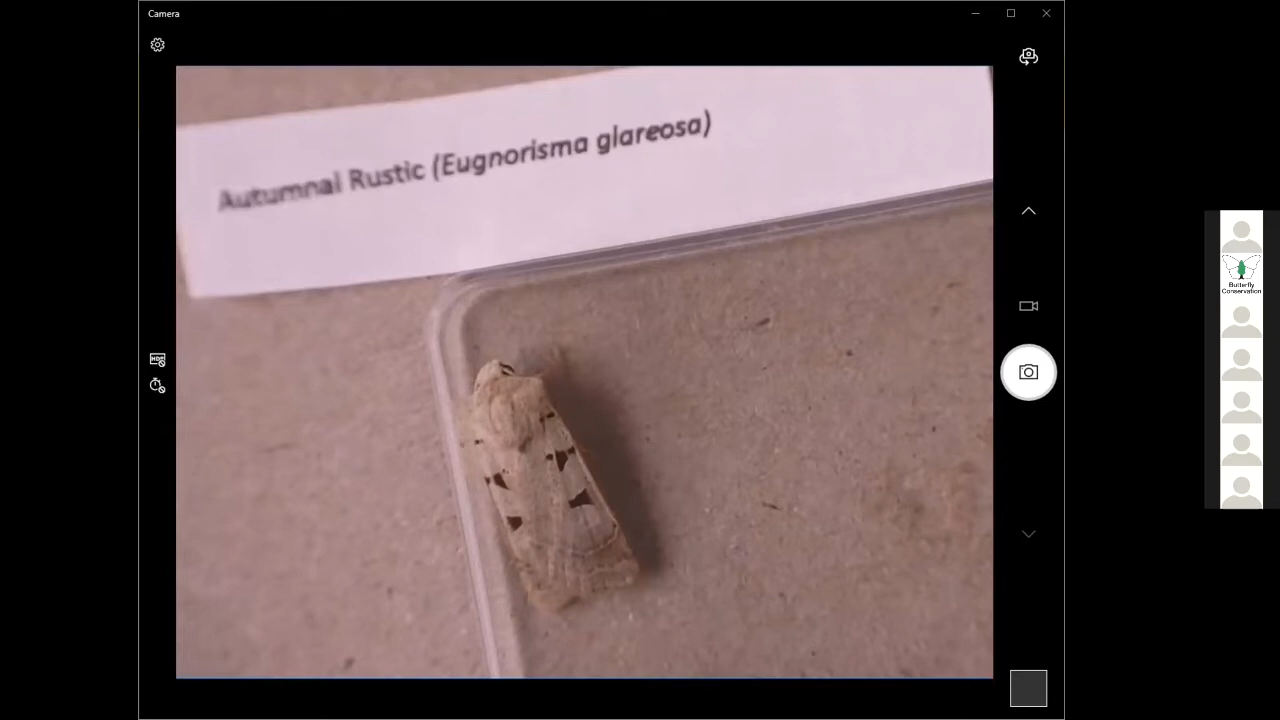 Camera
Autumnal Rustic (Eugnorisma glareosa)
Butterfly
Conservation